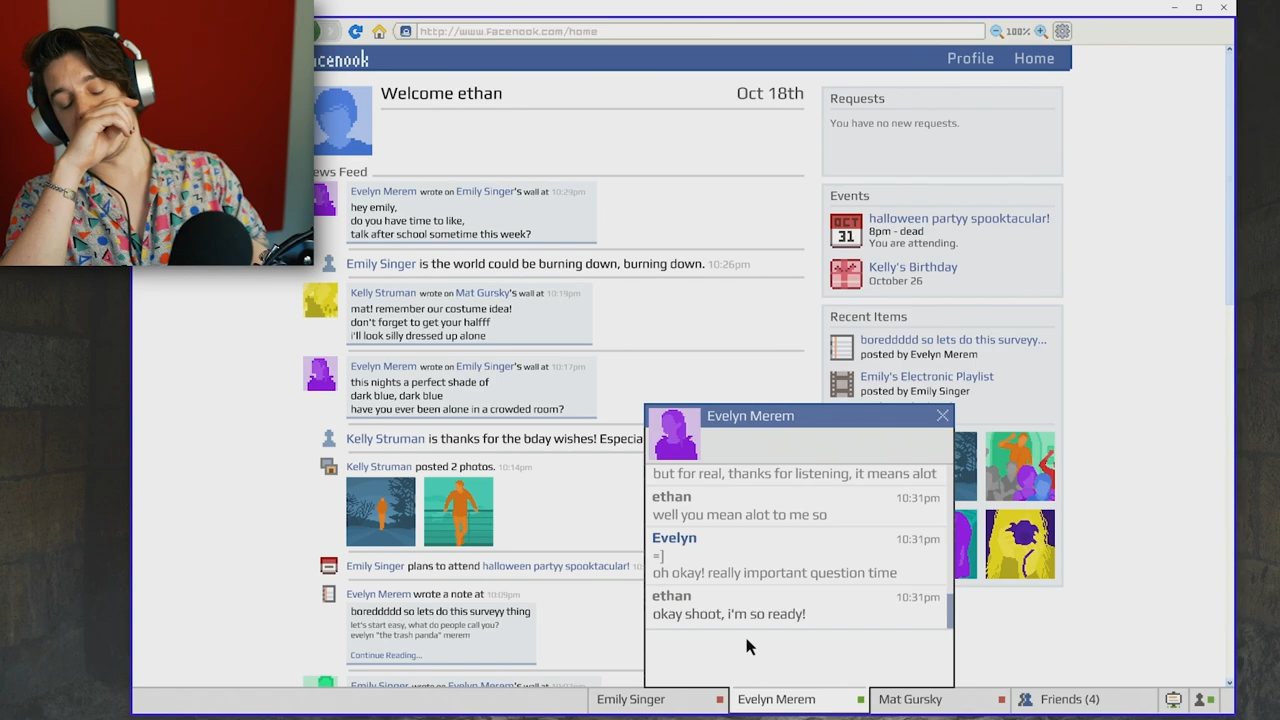 http://www.Facenook.com/home
100%
cenook
Profile
Home
Welcome ethan
Oct 18th
ews Feed
Evelyn Merem wrote on Emily Singer's wall at 10:29pm
hey emily,
do you have time to like,
talk after school sometime this week?
Emily Singer is the world could be burning down, burning down. 10:26pm
Kelly Struman wrote on Mat Gursky's wall at 10:19pm
mat! remember our costume idea!
don't forget to get your halfff
i'll look silly dressed up alone
Evelyn Merem wrote on Emily Singer's wall at 10:17pm
this nights a perfect shade of
dark blue, dark blue
have you ever been alone in a crowded room?
Kelly Struman is thanks for the bday wishes! Especia
Kelly Struman posted 2 photos. 10:14pm
Emily Singer plans to attend halloween partyy spooktacular!
Evelyn Merem wrote a note at 10:09pm
boreddddd so lets do this surveyy thing
let's start easy, what do people call you?
evelyn "the trash panda" merem
Continue Reading...
Emily Singer wrote on Evelyn Merem's wall at
Requests
You have no new requests.
Events
OCT
31
halloween partyy spooktacular!
8pm - dead
You are attending.
Kelly's Birthday
October 26
Recent Items
boreddddd so lets do this surveyy...
posted by Evelyn Merem
Emily's Electronic Playlist
posted by Emily Singer
Evelyn Merem
but for real, thanks for listening, it means alot
ethan 10:31pm
well you mean alot to me so
Evelyn 10:31pm
=]
oh okay! really important question time
ethan 10:31pm
okay shoot, i'm so ready!
Emily Singer
Evelyn Merem
Mat Gursky
Friends (4)